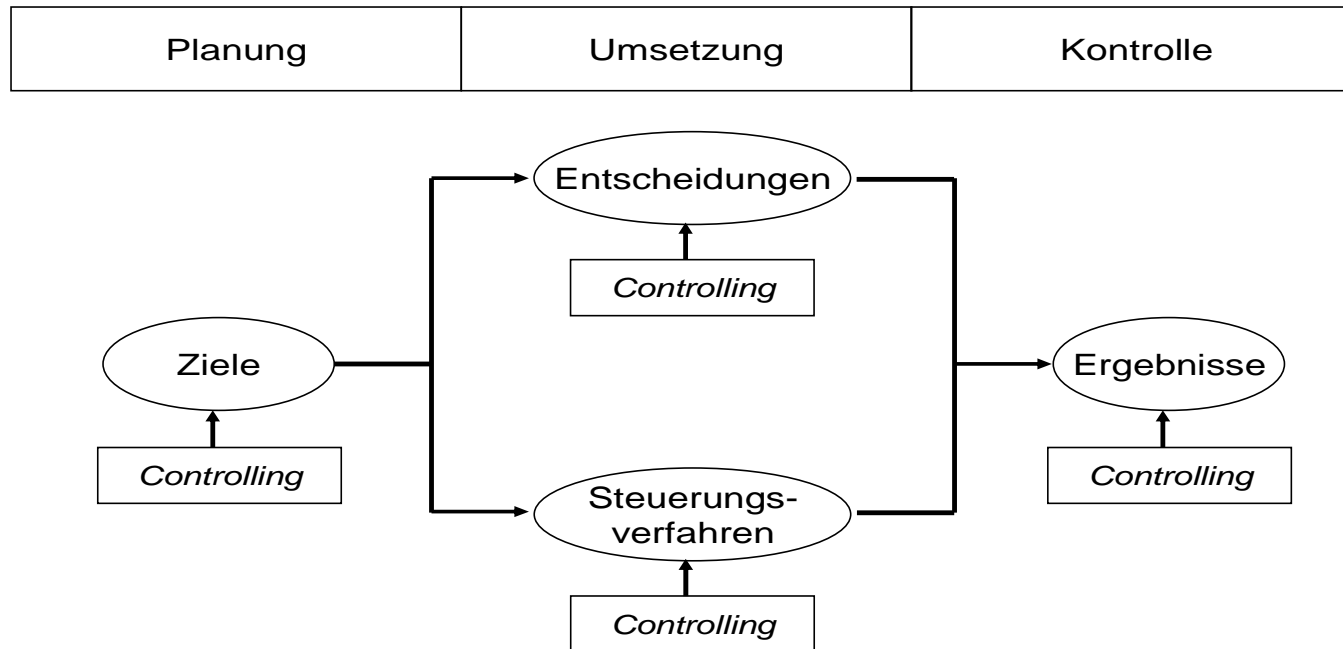 Planung
Umsetzung
Kontrolle
Entscheidungen
Controlling
Ziele
Ergebnisse
Controlling
Controlling
Steuerungs-
verfahren
Controlling